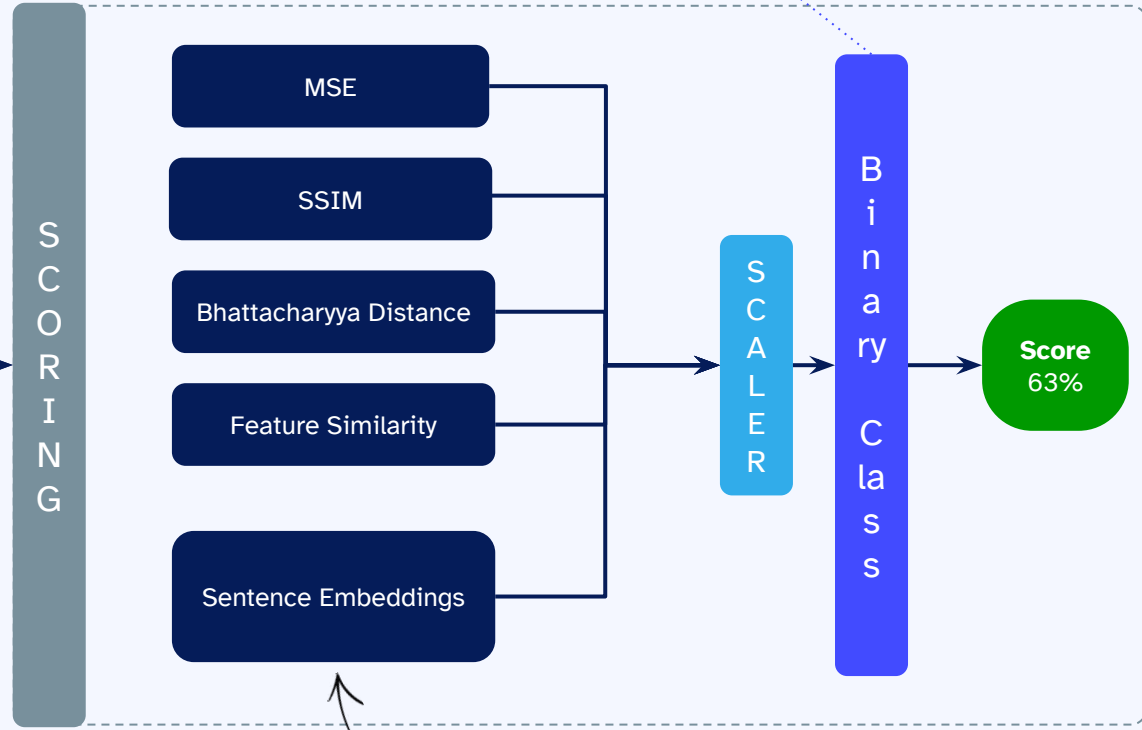 SCORING
MSE
SSIM
Bhattacharyya Distance
Feature Similarity
Sentence Embeddings
SCALER
Binary Class
Score
63%